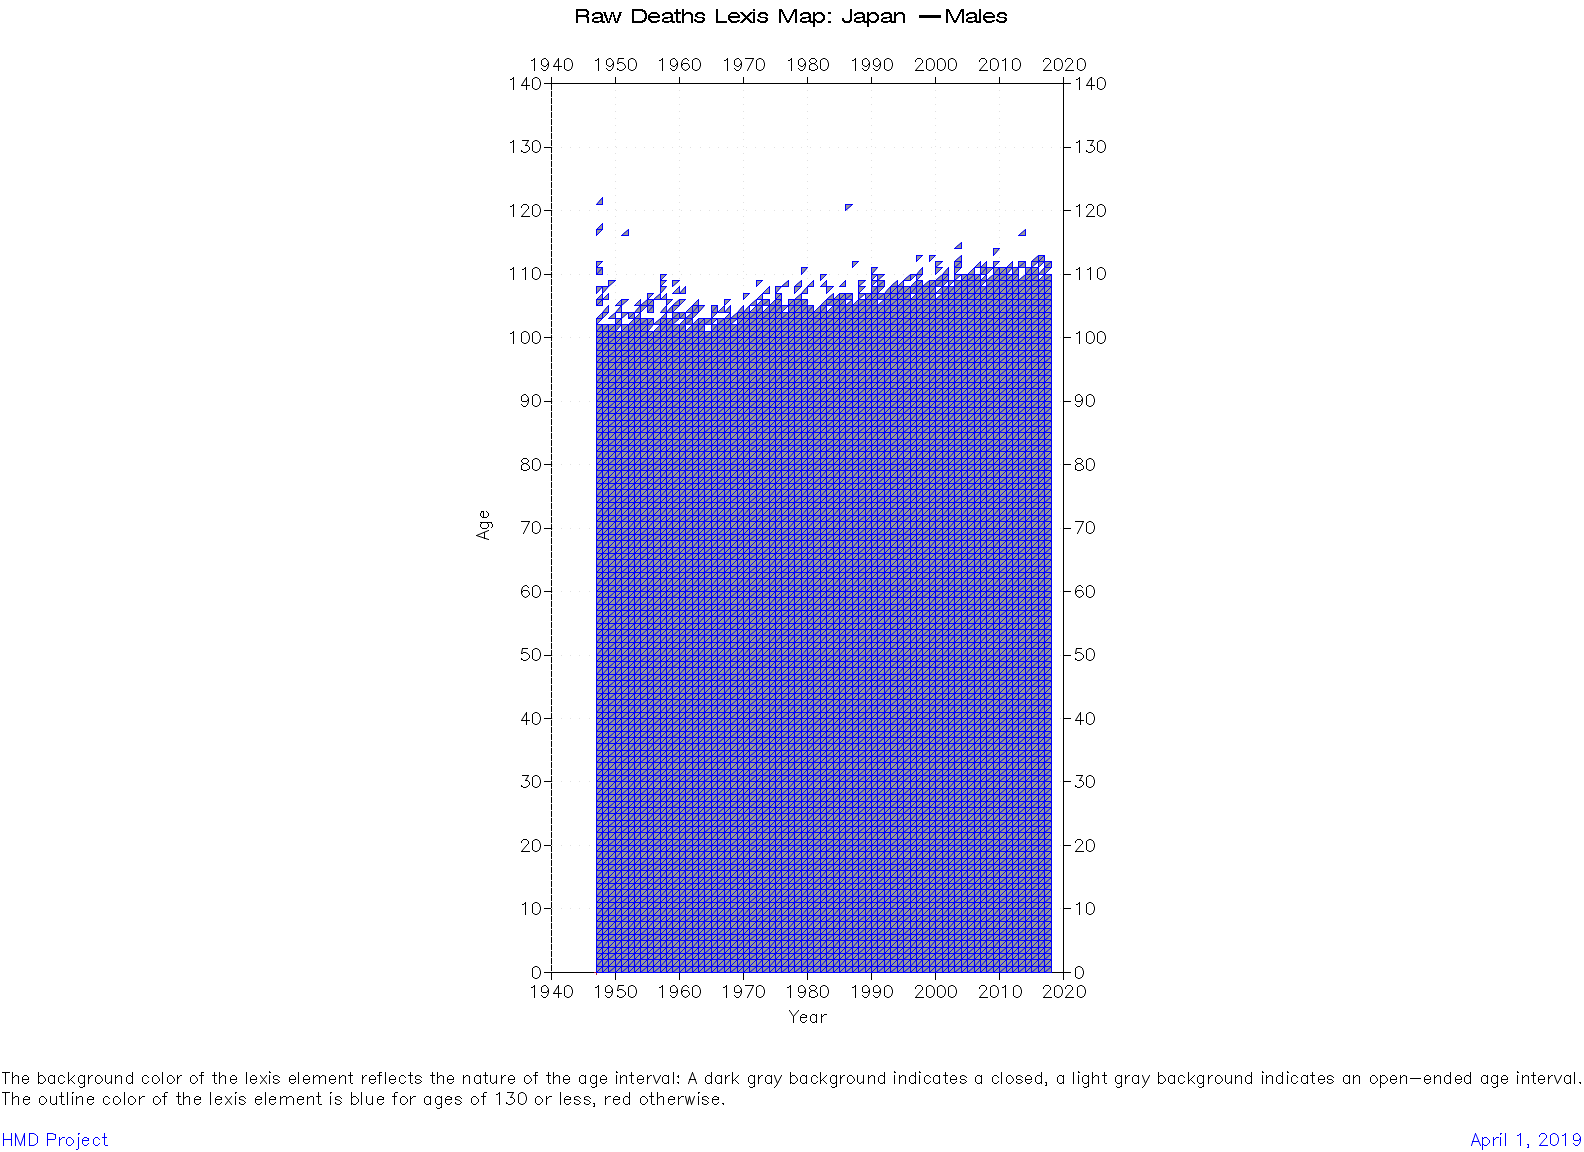 Raw Deaths Lexis Map: Japan — Males
1940 1950 1960 1970 1980 1990 2000 2010 2020
140 140
130 130
120 120
110 110
100 100
90 90
80 80
70 70
Age
60 60
50 50
40 40
30 30
20 20
10 10
0 0
1940 1950 1960 1970 1980 1990 2000 2010 2020
Year
The background color of the lexis element reflects the nature of the age interval: A dark gray background indicates a closed, a light gray background indicates an open-ended age interval.
The outline color of the lexis element is blue for ages of 130 or less, red otherwise.
HMD Project April 1, 2019